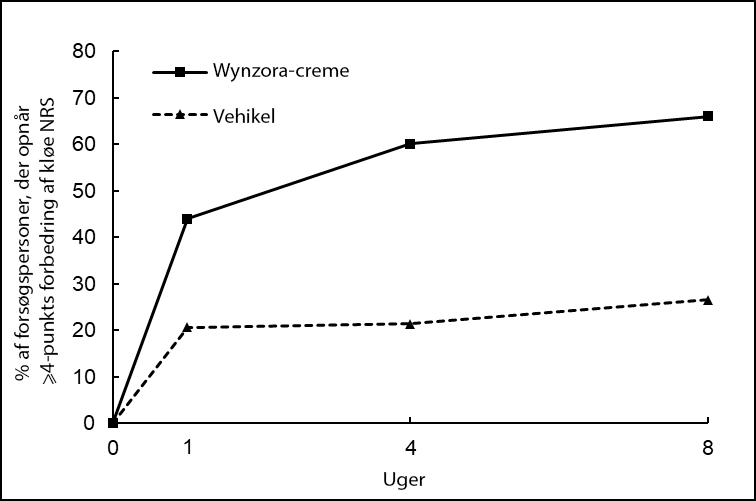 % af forsøgspersoner, der opnår
⩾4-punkts forbedring af kløe NRS
80
70
60
50
40
30
20
10
0
Wynzora-creme
Vehikel
0 1 4 8
Uger